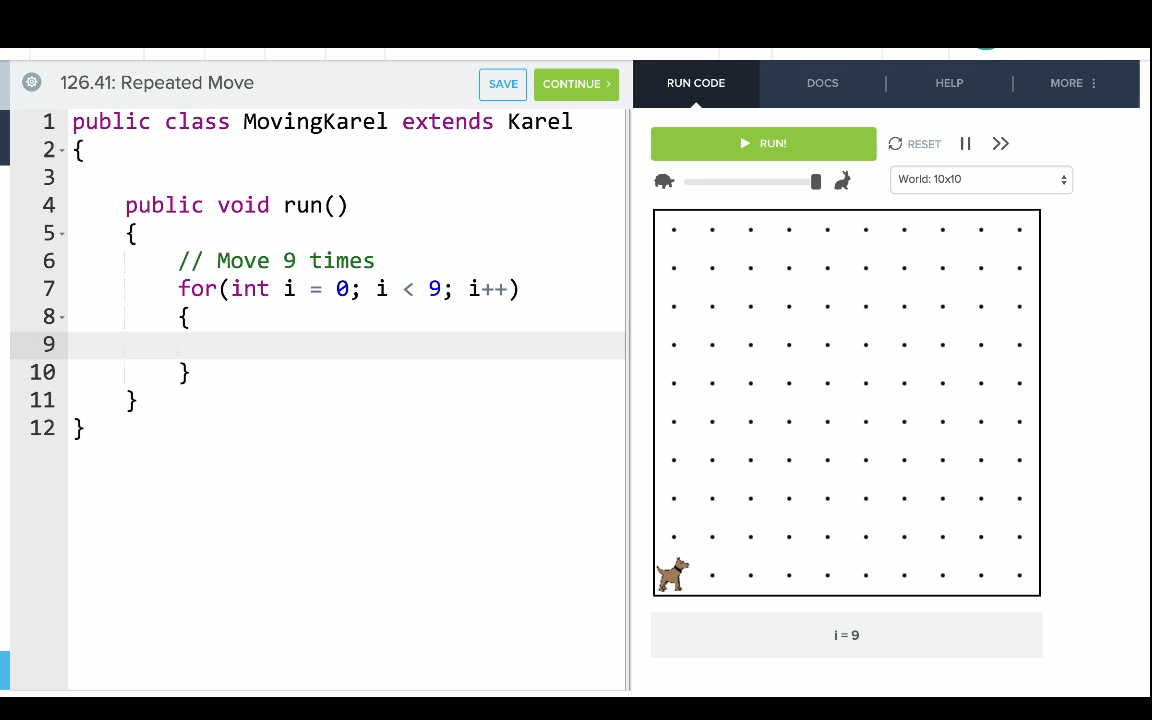 126.41: Repeated Move
SAVE
CONTINUE >
RUN CODE
DOCS
HELP
MORE
1 public class MovingKarel extends Karel
2 {
3
4 public void run()
5 {
6 // Move 9 times
7 for(int i = 0; i < 9; i++)
8 {
9
10 }
11 }
12 }
RUN!
RESET
World: 10x10
i = 9